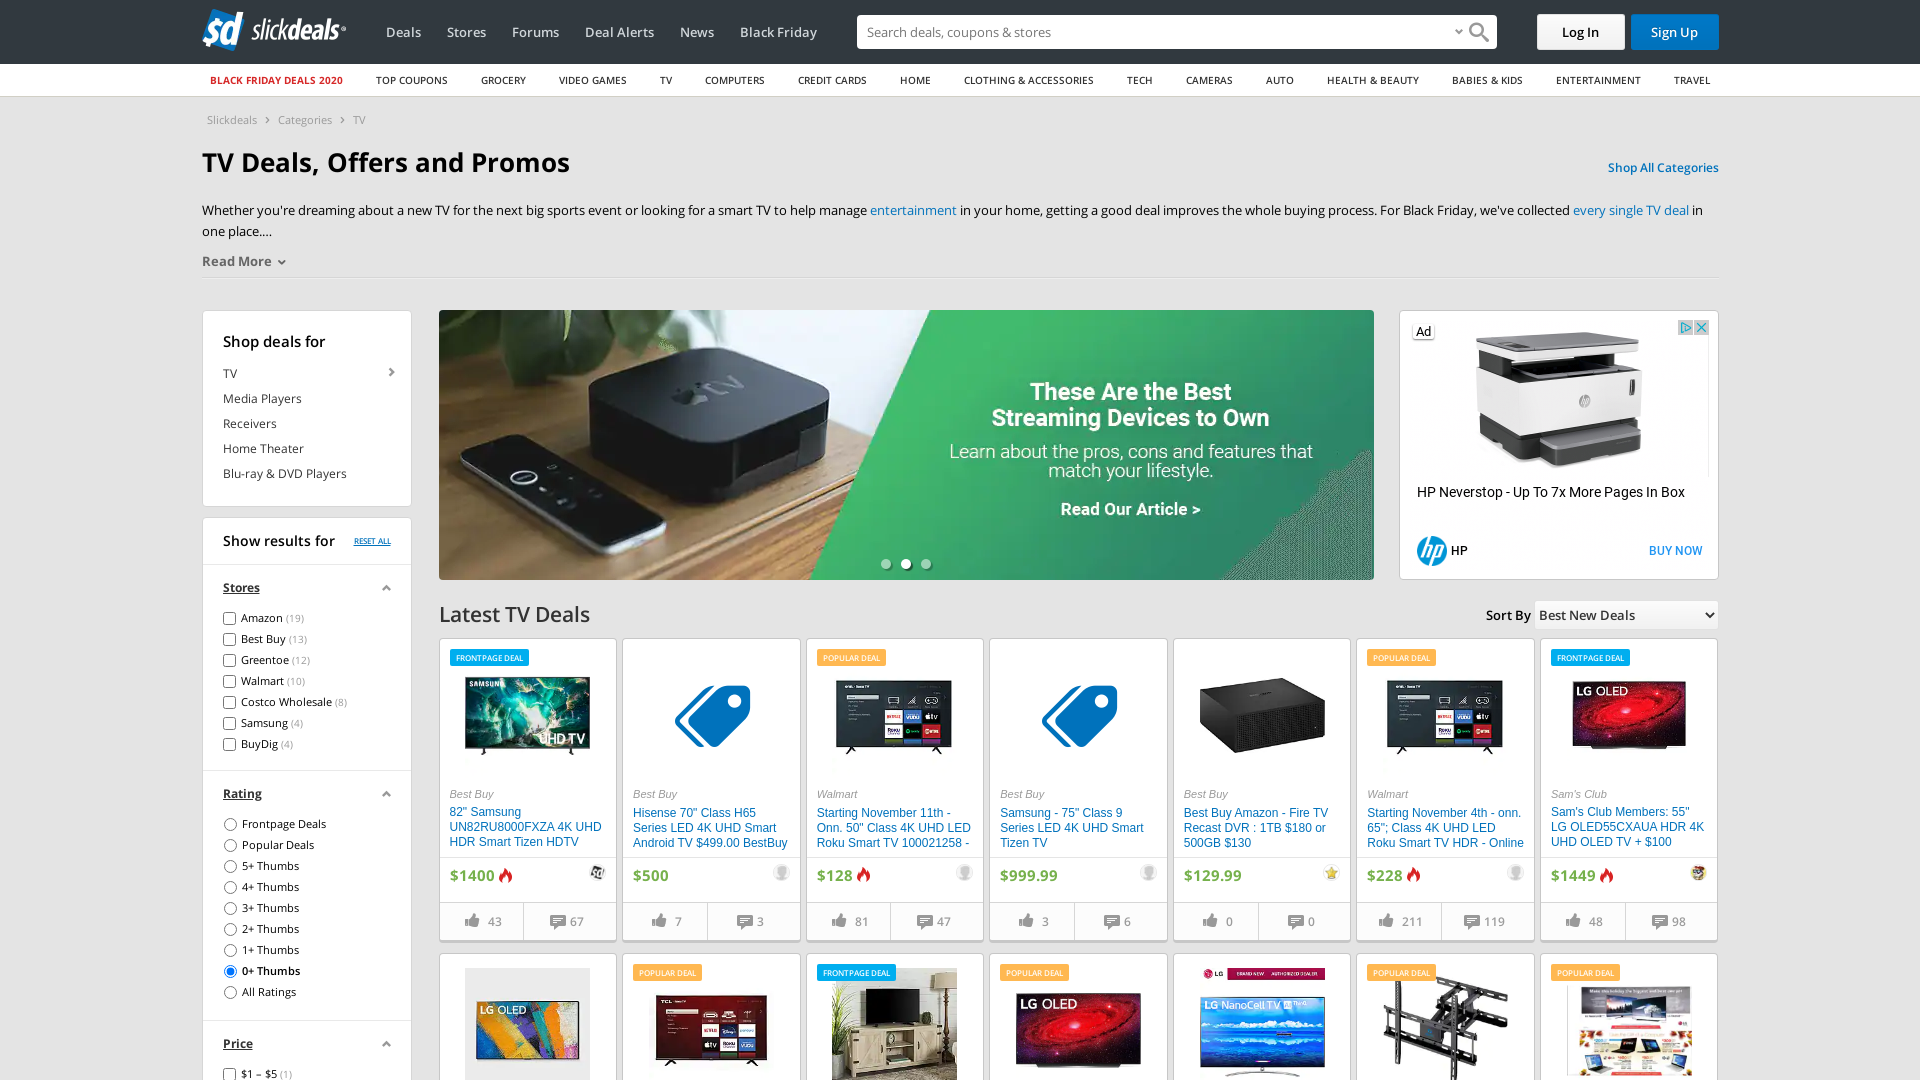 sd slickdeals
Deals
Stores
Forums
Deal Alerts
News
Black Friday
Search deals, coupons & stores
Log In
Sign Up
BLACK FRIDAY DEALS 2020
TOP COUPONS
GROCERY
VIDEO GAMES
TV
COMPUTERS
CREDIT CARDS
HOME
CLOTHING & ACCESSORIES
TECH
CAMERAS
AUTO
HEALTH & BEAUTY
BABIES & KIDS
ENTERTAINMENT
TRAVEL
Slickdeals > Categories > TV
TV Deals, Offers and Promos
Shop All Categories
Whether you're dreaming about a new TV for the next big sports event or looking for a smart TV to help manage entertainment in your home, getting a good deal improves the whole buying process. For Black Friday, we've collected every single TV deal in
one place....
Read More
Shop deals for
TV
Media Players
Receivers
Home Theater
Blu-ray & DVD Players
Show results for
RESET ALL
Stores
Amazon (19)
Best Buy (13)
Greentoe (12)
Walmart (10)
Costco Wholesale (8)
Samsung (4)
BuyDig (4)
Rating
Frontpage Deals
Popular Deals
5+ Thumbs
4+ Thumbs
3+ Thumbs
2+ Thumbs
1+ Thumbs
0+ Thumbs
All Ratings
Price
$1 – $5 (1)
tv
These Are the Best
Streaming Devices to Own
Learn about the pros, cons and features that
match your lifestyle.
Read Our Article >
Ad
HP Neverstop - Up To 7x More Pages In Box
hp HP
BUY NOW
Latest TV Deals
Sort By Best New Deals
FRONTPAGE DEAL
SAMSUNG
UHD TV
Best Buy
82" Samsung
UN82RU8000FXZA 4K UHD
HDR Smart Tizen HDTV
$1400
43
67
Best Buy
Hisense 70" Class H65
Series LED 4K UHD Smart
Android TV $499.00 BestBuy
$500
7
3
POPULAR DEAL
Walmart
Starting November 11th -
Onn. 50" Class 4K UHD LED
Roku Smart TV 100021258 -
$128
81
47
Best Buy
Samsung - 75" Class 9
Series LED 4K UHD Smart
Tizen TV
$999.99
3
6
Best Buy
Best Buy Amazon - Fire TV
Recast DVR : 1TB $180 or
500GB $130
$129.99
0
0
POPULAR DEAL
Walmart
Starting November 4th - onn.
65"; Class 4K UHD LED
Roku Smart TV HDR - Online
$228
211
119
FRONTPAGE DEAL
LG OLED
Sam's Club
Sam's Club Members: 55"
LG OLED55CXAUA HDR 4K
UHD OLED TV + $100
$1449
48
98
LG OLED
POPULAR DEAL
FRONTPAGE DEAL
POPULAR DEAL
LG OLED
LG BRAND NEW AUTHORIZED DEALER
LG NanoCell TV
POPULAR DEAL
POPULAR DEAL